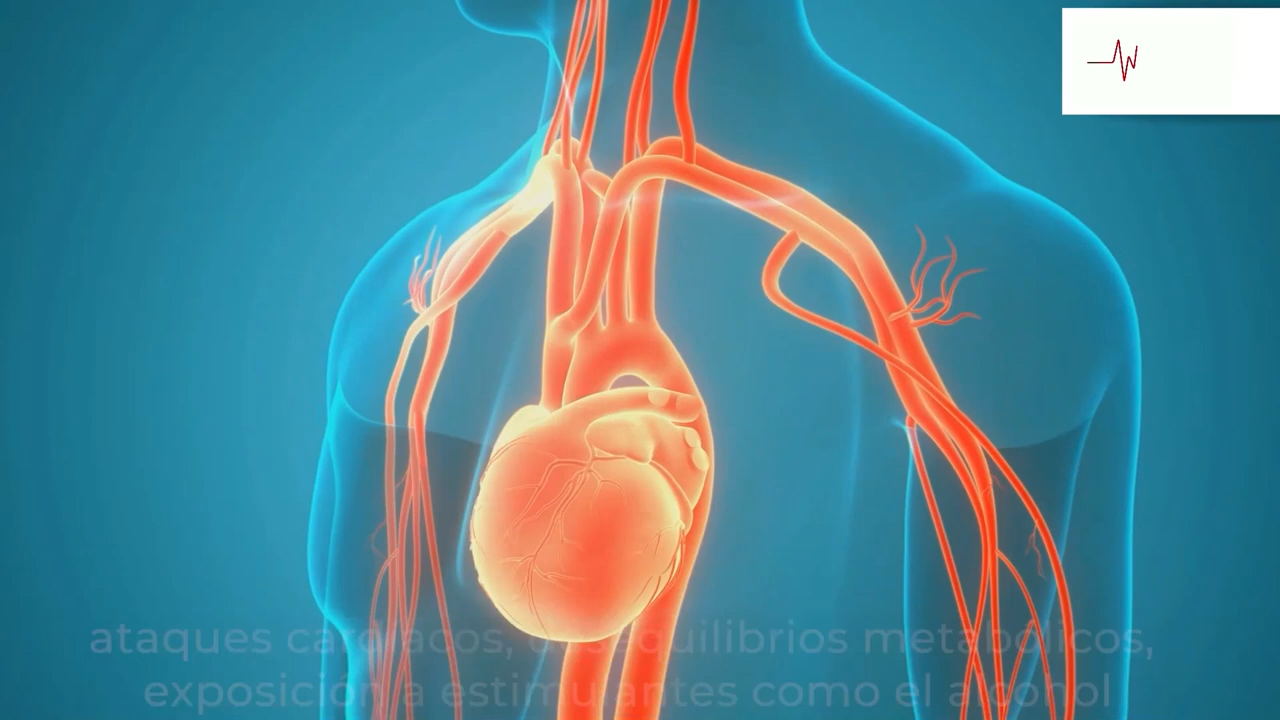 ataques cardíacos, desequilibrios metabólicos,
exposición a estimulantes como el alcohol